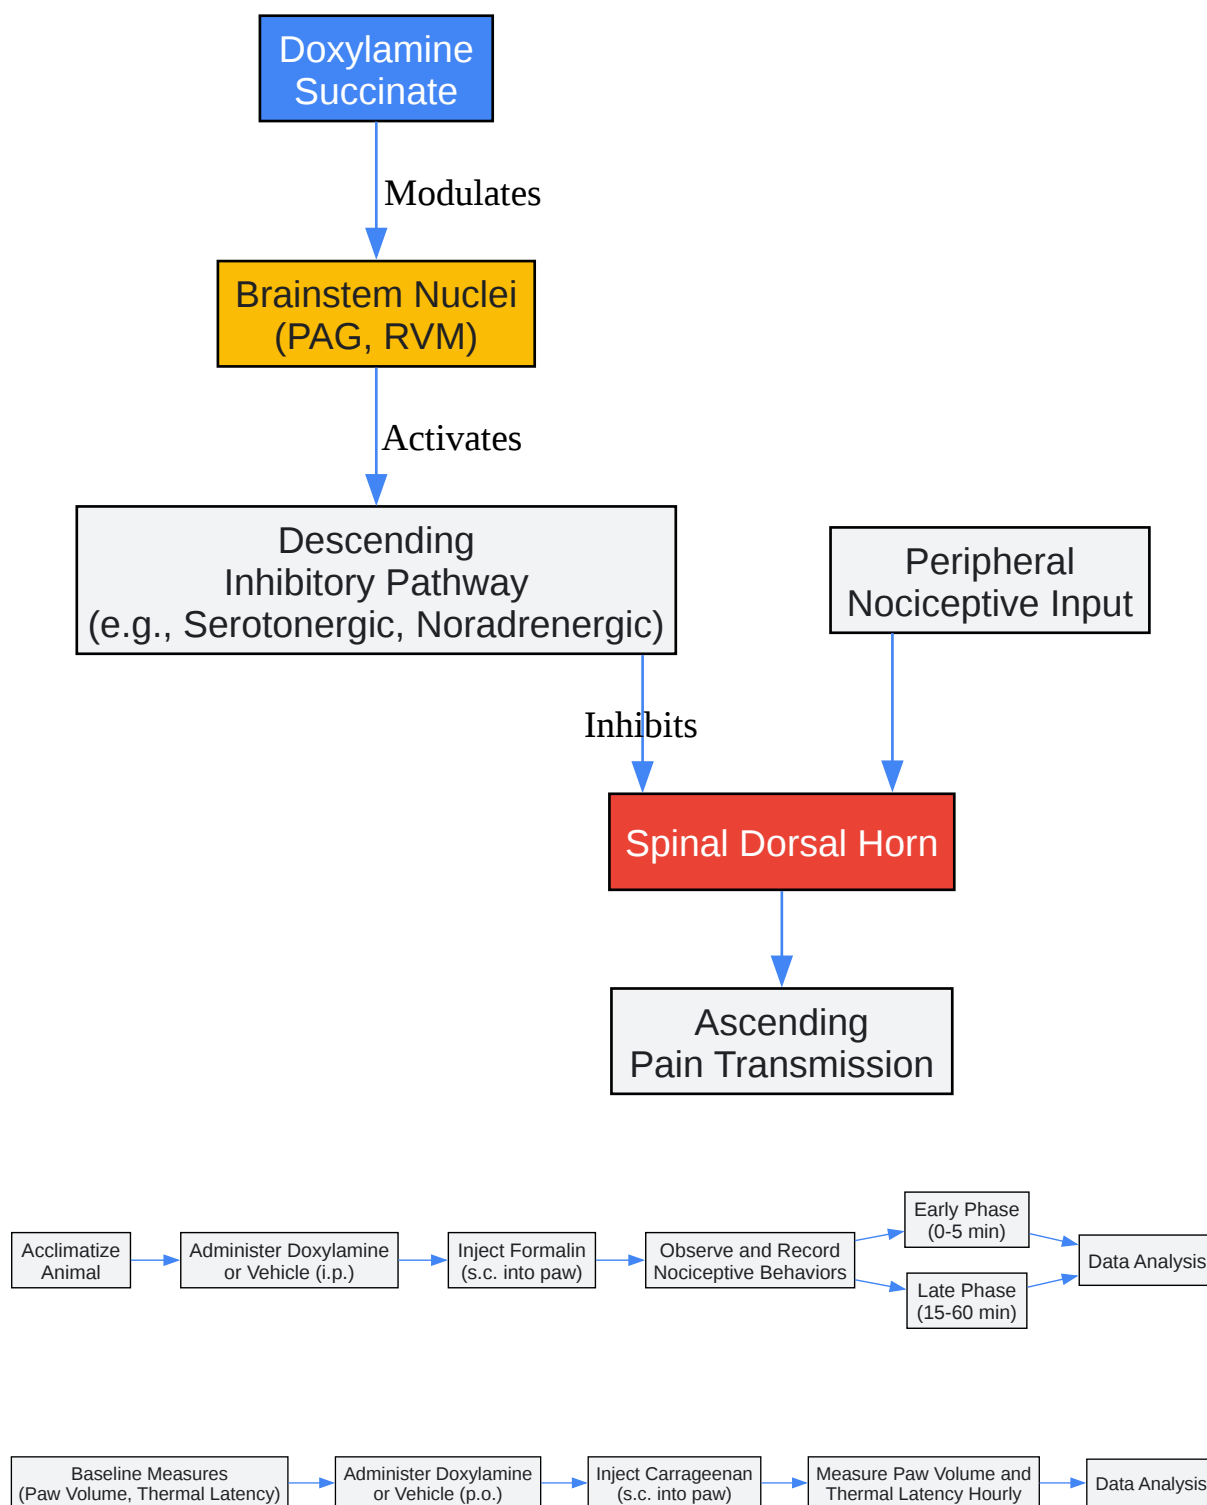 Doxylamine
Succinate
Modulates
Brainstem Nuclei
(PAG, RVM)
Activates
Descending
Inhibitory Pathway
(e.g., Serotonergic, Noradrenergic)
Peripheral
Nociceptive Input
Inhibits
Spinal Dorsal Horn
Ascending
Pain Transmission
Acclimatize
Animal
Administer Doxylamine
or Vehicle (i.p.)
Inject Formalin
(s.c. into paw)
Observe and Record
Nociceptive Behaviors
Early Phase
(0-5 min)
Late Phase
(15-60 min)
Data Analysis
Baseline Measures
(Paw Volume, Thermal Latency)
Administer Doxylamine
or Vehicle (p.o.)
Inject Carrageenan
(s.c. into paw)
Measure Paw Volume and
Thermal Latency Hourly
Data Analysis